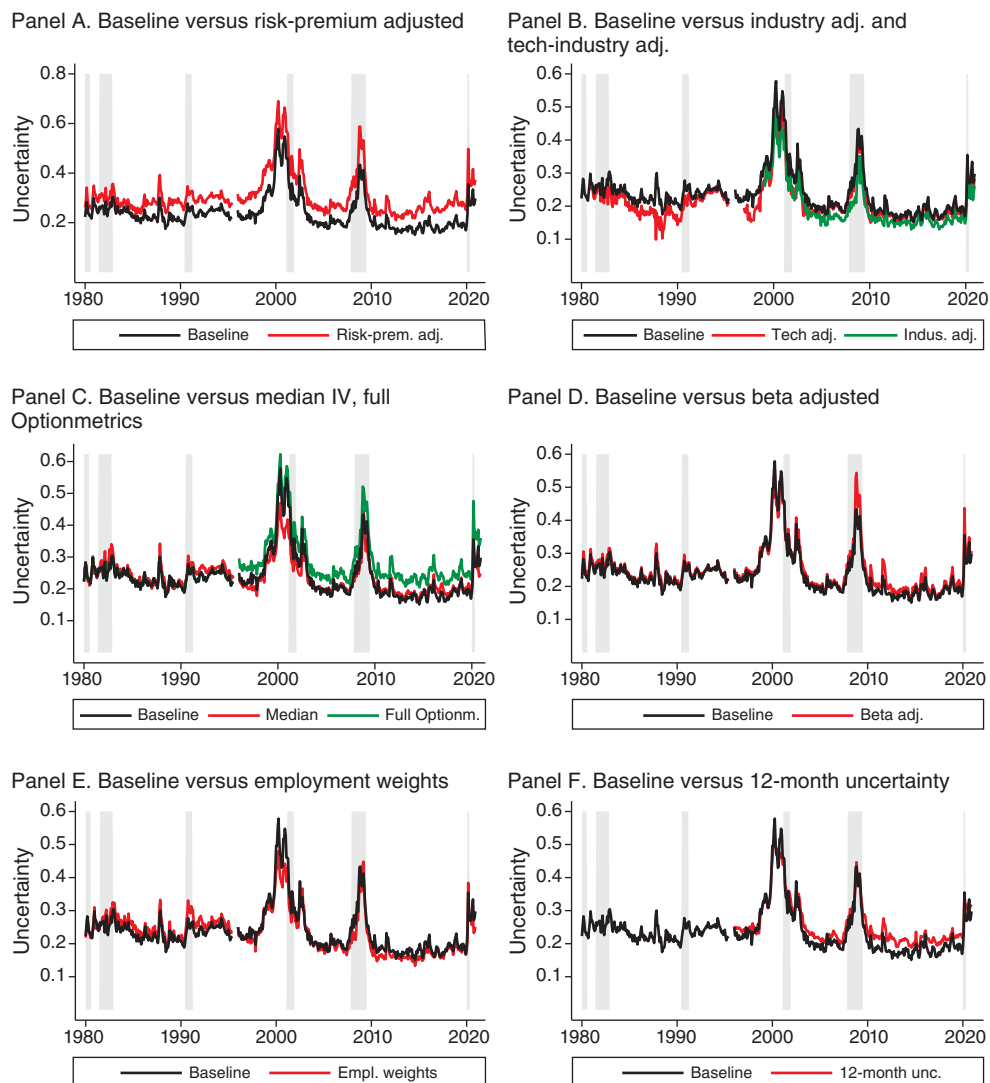 Panel A. Baseline versus risk-premium adjusted
Uncertainty
0.8
0.6
0.4
0.2
1980 1990 2000 2010 2020
Baseline Risk-prem. adj.
Panel B. Baseline versus industry adj. and
tech-industry adj.
Uncertainty
0.6
0.5
0.4
0.3
0.2
0.1
1980 1990 2000 2010 2020
Baseline Tech adj. Indus. adj.
Panel C. Baseline versus median IV, full
Optionmetrics
Uncertainty
0.6
0.5
0.4
0.3
0.2
0.1
1980 1990 2000 2010 2020
Baseline Median Full Optionm.
Panel D. Baseline versus beta adjusted
Uncertainty
0.6
0.5
0.4
0.3
0.2
0.1
1980 1990 2000 2010 2020
Baseline Beta adj.
Panel E. Baseline versus employment weights
Uncertainty
0.6
0.5
0.4
0.3
0.2
0.1
1980 1990 2000 2010 2020
Baseline Empl. weights
Panel F. Baseline versus 12-month uncertainty
Uncertainty
0.6
0.5
0.4
0.3
0.2
0.1
1980 1990 2000 2010 2020
Baseline 12-month unc.